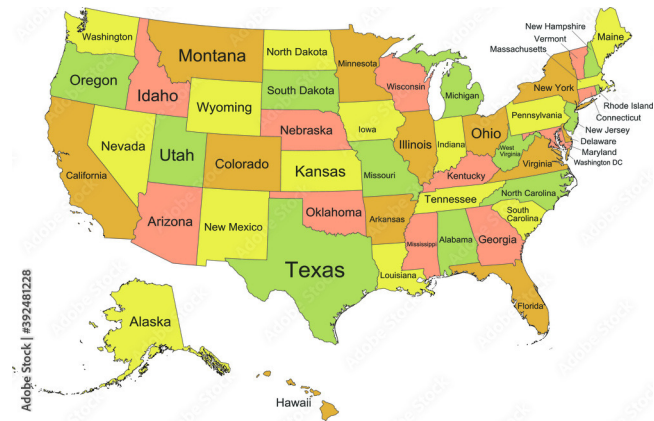 Washington
Montana
North Dakota
Minnesota
New Hampshire
Vermont
Massachusetts
Maine
Oregon
Idaho
Wyoming
South Dakota
Wisconsin
Michigan
New York
Rhode Island
Connecticut
New Jersey
Delaware
Maryland
Washington DC
Nevada
Utah
Colorado
Nebraska
Iowa
Illinois
Indiana
Ohio
Pennsylvania
West
Virginia
Virginia
California
Kansas
Missouri
Kentucky
Arizona
New Mexico
Oklahoma
Arkansas
Tennessee
North Carolina
South
Carolina
Texas
Louisiana
Mississippi
Alabama
Georgia
Florida
Alaska
Hawaii
Adobe Stock | #392481228